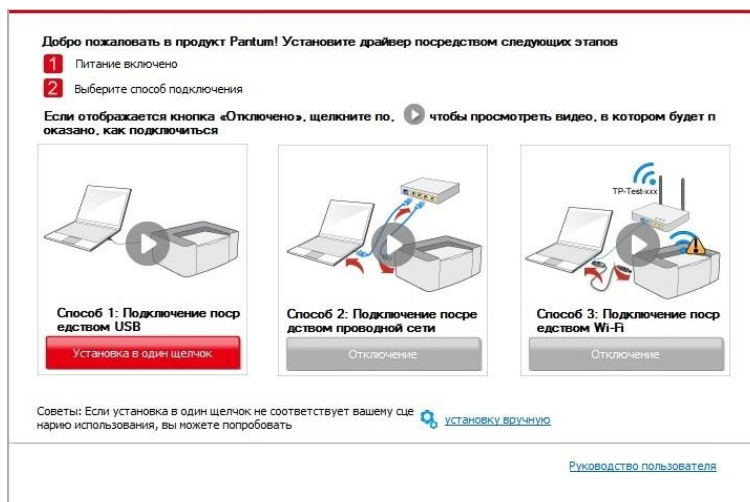 Добро пожаловать в продукт Pantum! Установите драйвер посредством следующих этапов
1 Питание включено
2 Выберите способ подключения
Если отображается кнопка «Отключено», щелкните по, чтобы просмотреть видео, в котором будет п
оказано, как подключиться
TP-Test-xxx
Способ 1: Подключение поср
едством USB
Установка в один щелчок
Способ 2: Подключение посре
дством проводной сети
Отключение
Способ 3: Подключение поср
едством Wi-Fi
Отключение
Советы: Если установка в один щелчок не соответствует вашему сце
нарию использования, вы можете попробовать
установку вручную
Руководство пользователя